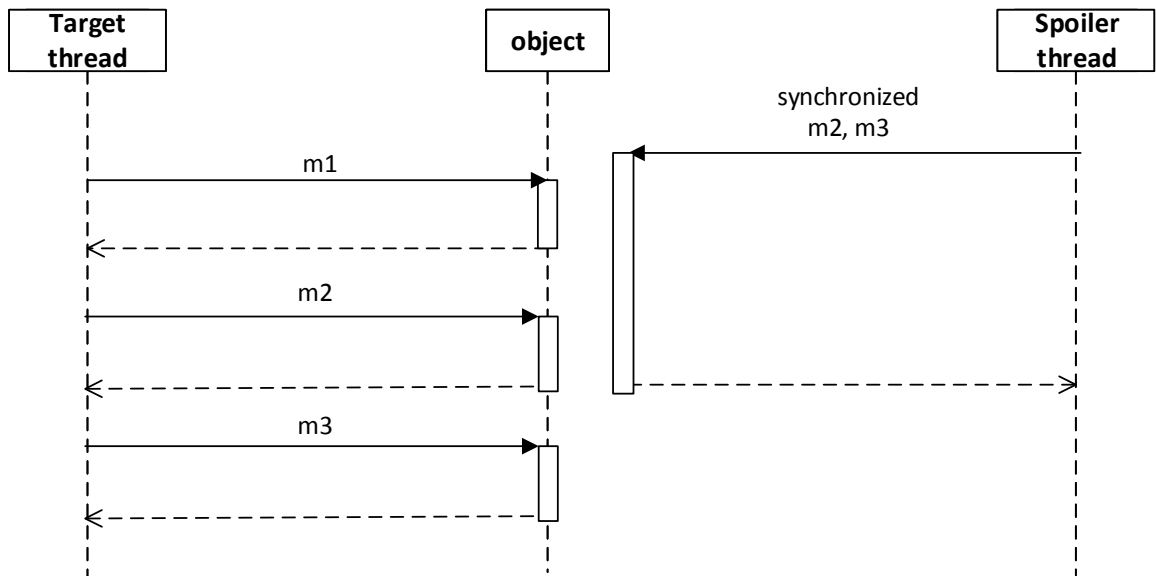 Target
thread
object
Spoiler
thread
synchronized
m2, m3
m1
m2
m3